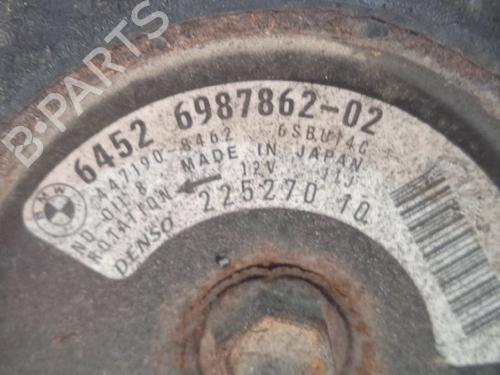 6452 6987862-02
447190-8462 6SBU14C
NO OIL 8 MADE IN JAPAN
ROTATION 12V 11J
DENSO 225270 10
BMW
B-PARTS